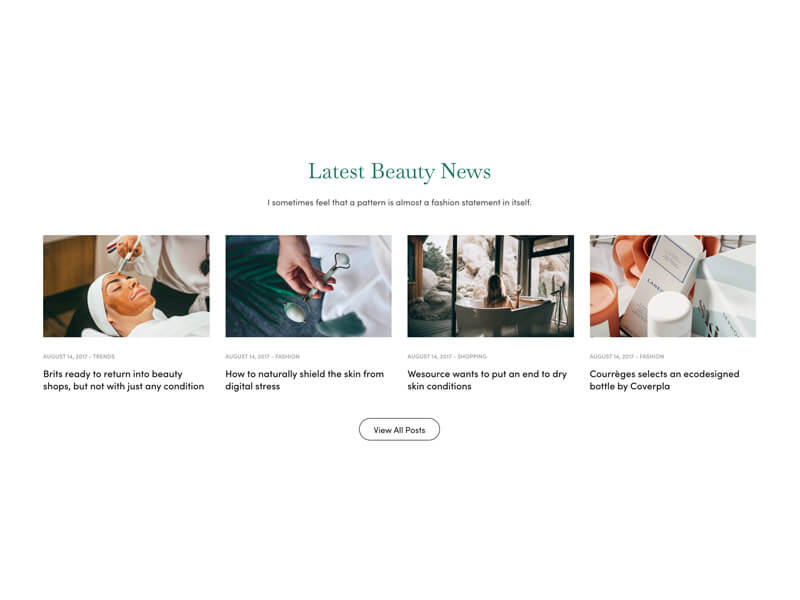 Latest Beauty News
I sometimes feel that a pattern is almost a fashion statement in itself.
AUGUST 14, 2017 - TRENDS
Brits ready to return into beauty
shops, but not with just any condition
AUGUST 14, 2017 - FASHION
How to naturally shield the skin from
digital stress
AUGUST 14, 2017 - SHOPPING
Wesource wants to put an end to dry
skin conditions
AUGUST 14, 2017 - FASHION
Courrèges selects an ecodesigned
bottle by Coverpla
View All Posts